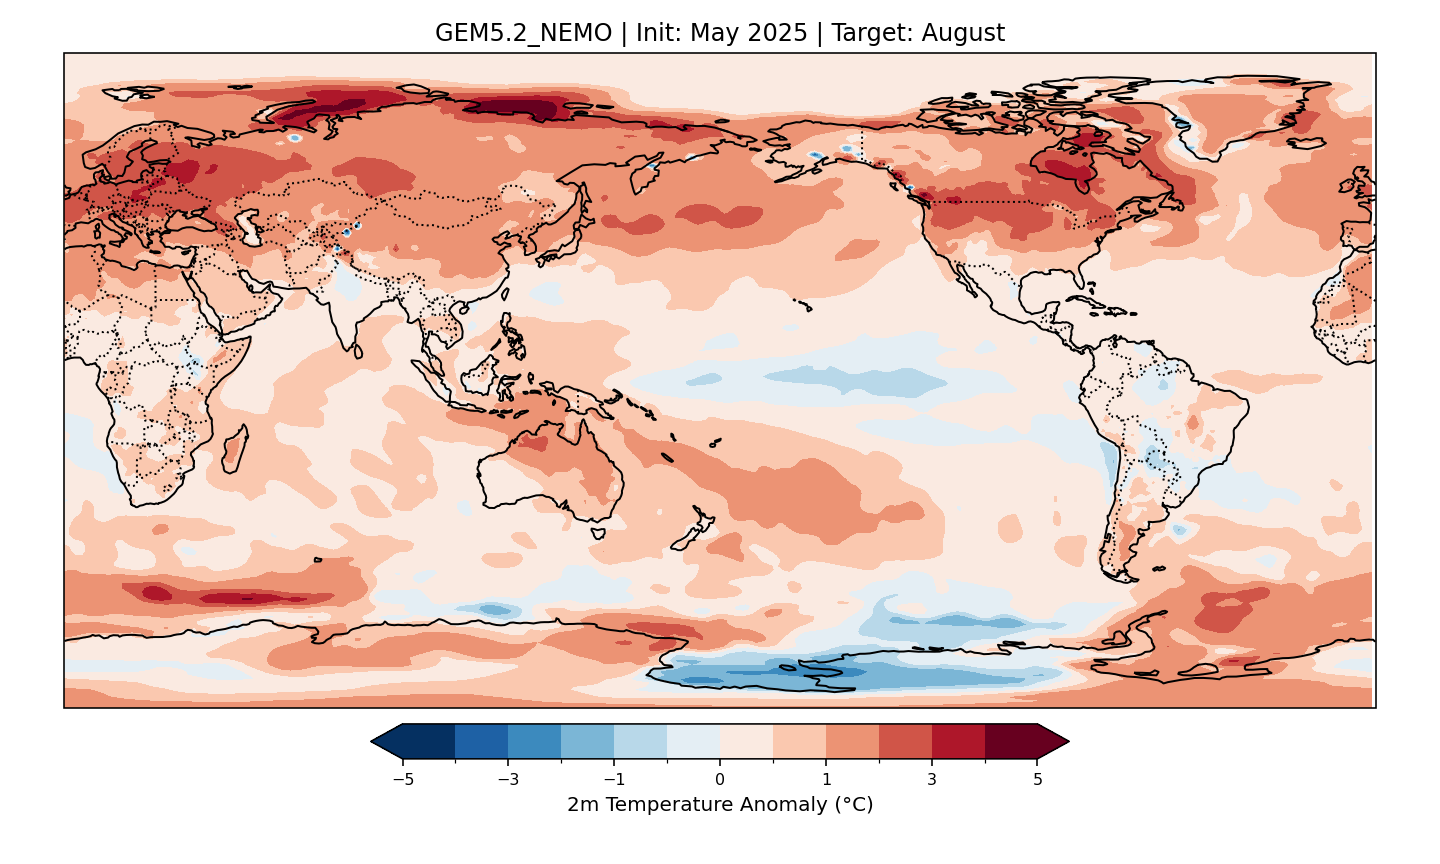 GEM5.2_NEMO | Init: May 2025 | Target: August
−5 −3 −1 0 1 3 5
2m Temperature Anomaly (°C)